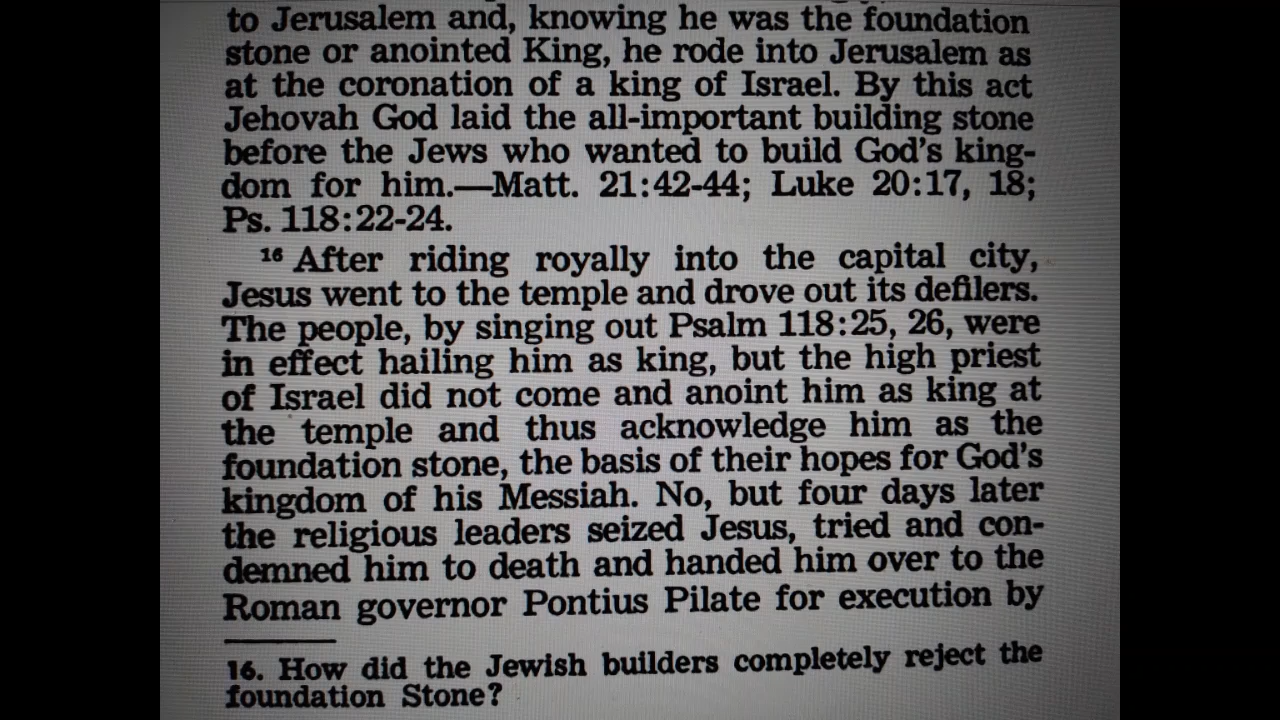 to Jerusalem and, knowing he was the foundation
stone or anointed King, he rode into Jerusalem as
at the coronation of a king of Israel. By this act
Jehovah God laid the all-important building stone
before the Jews who wanted to build God's king-
dom for him.—Matt. 21:42-44; Luke 20:17, 18;
Ps. 118:22-24.
16 After riding royally into the capital city,
Jesus went to the temple and drove out its defilers.
The people, by singing out Psalm 118:25, 26, were
in effect hailing him as king, but the high priest
of Israel did not come and anoint him as king at
the temple and thus acknowledge him as the
foundation stone, the basis of their hopes for God's
kingdom of his Messiah. No, but four days later
the religious leaders seized Jesus, tried and con-
demned him to death and handed him over to the
Roman governor Pontius Pilate for execution by
16. How did the Jewish builders completely reject the
foundation Stone?